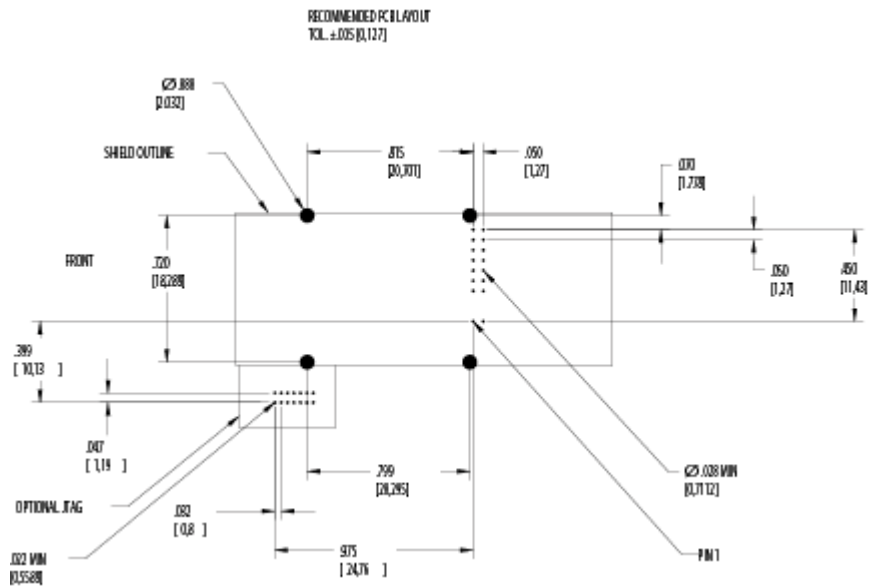 RECOMMENDED PCB LAYOUT
TOL. ±.005 [0,127]
Ø .080
[2.032]
SHIELD OUTLINE
.815
[20,701]
.050
[1,27]
.070
[1.778]
FRONT
.720
[18,288]
.050
[1,27]
.450
[11,43]
.399
[ 10,13 ]
.047
[ 1,19 ]
.799
[20,295]
Ø .028 MIN
[0,7112]
OPTIONAL JTAG
.032
[ 0,8 ]
.022 MIN
[0,5588]
.975
[ 24,76 ]
PIN 1